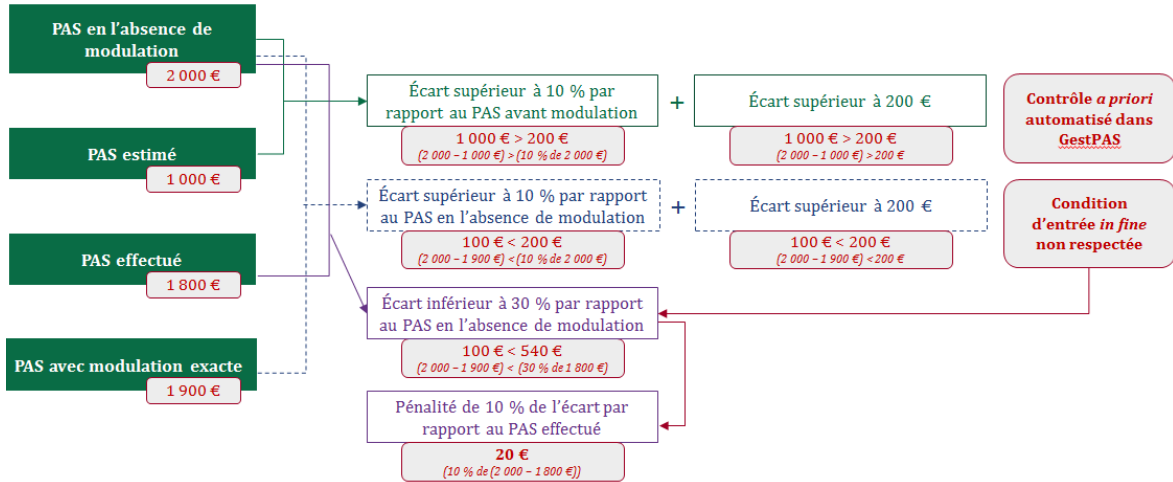 PAS en l'absence de
modulation
2 000 €
PAS estimé
1 000 €
PAS effectué
1 800 €
PAS avec modulation exacte
1 900 €
Écart supérieur à 10 % par
rapport au PAS avant modulation
1 000 € > 200 €
(2 000 – 1 000 €) > (10 % de 2 000 €)
+
Écart supérieur à 200 €
1 000 € > 200 €
(2 000 – 1 000 €) > 200 €
Contrôle a priori
automatisé dans
GestPAS
Écart supérieur à 10 % par rapport
au PAS en l'absence de modulation
100 € < 200 €
(2 000 – 1 900 €) < (10 % de 2 000 €)
+
Écart supérieur à 200 €
100 € < 200 €
(2 000 – 1 900 €) < 200 €
Condition
d'entrée in fine
non respectée
Écart inférieur à 30 % par rapport
au PAS en l'absence de modulation
100 € < 540 €
(2 000 – 1 900 €) < (30 % de 1 800 €)
Pénalité de 10 % de l'écart par
rapport au PAS effectué
20 €
(10 % de (2 000 – 1 800 €))